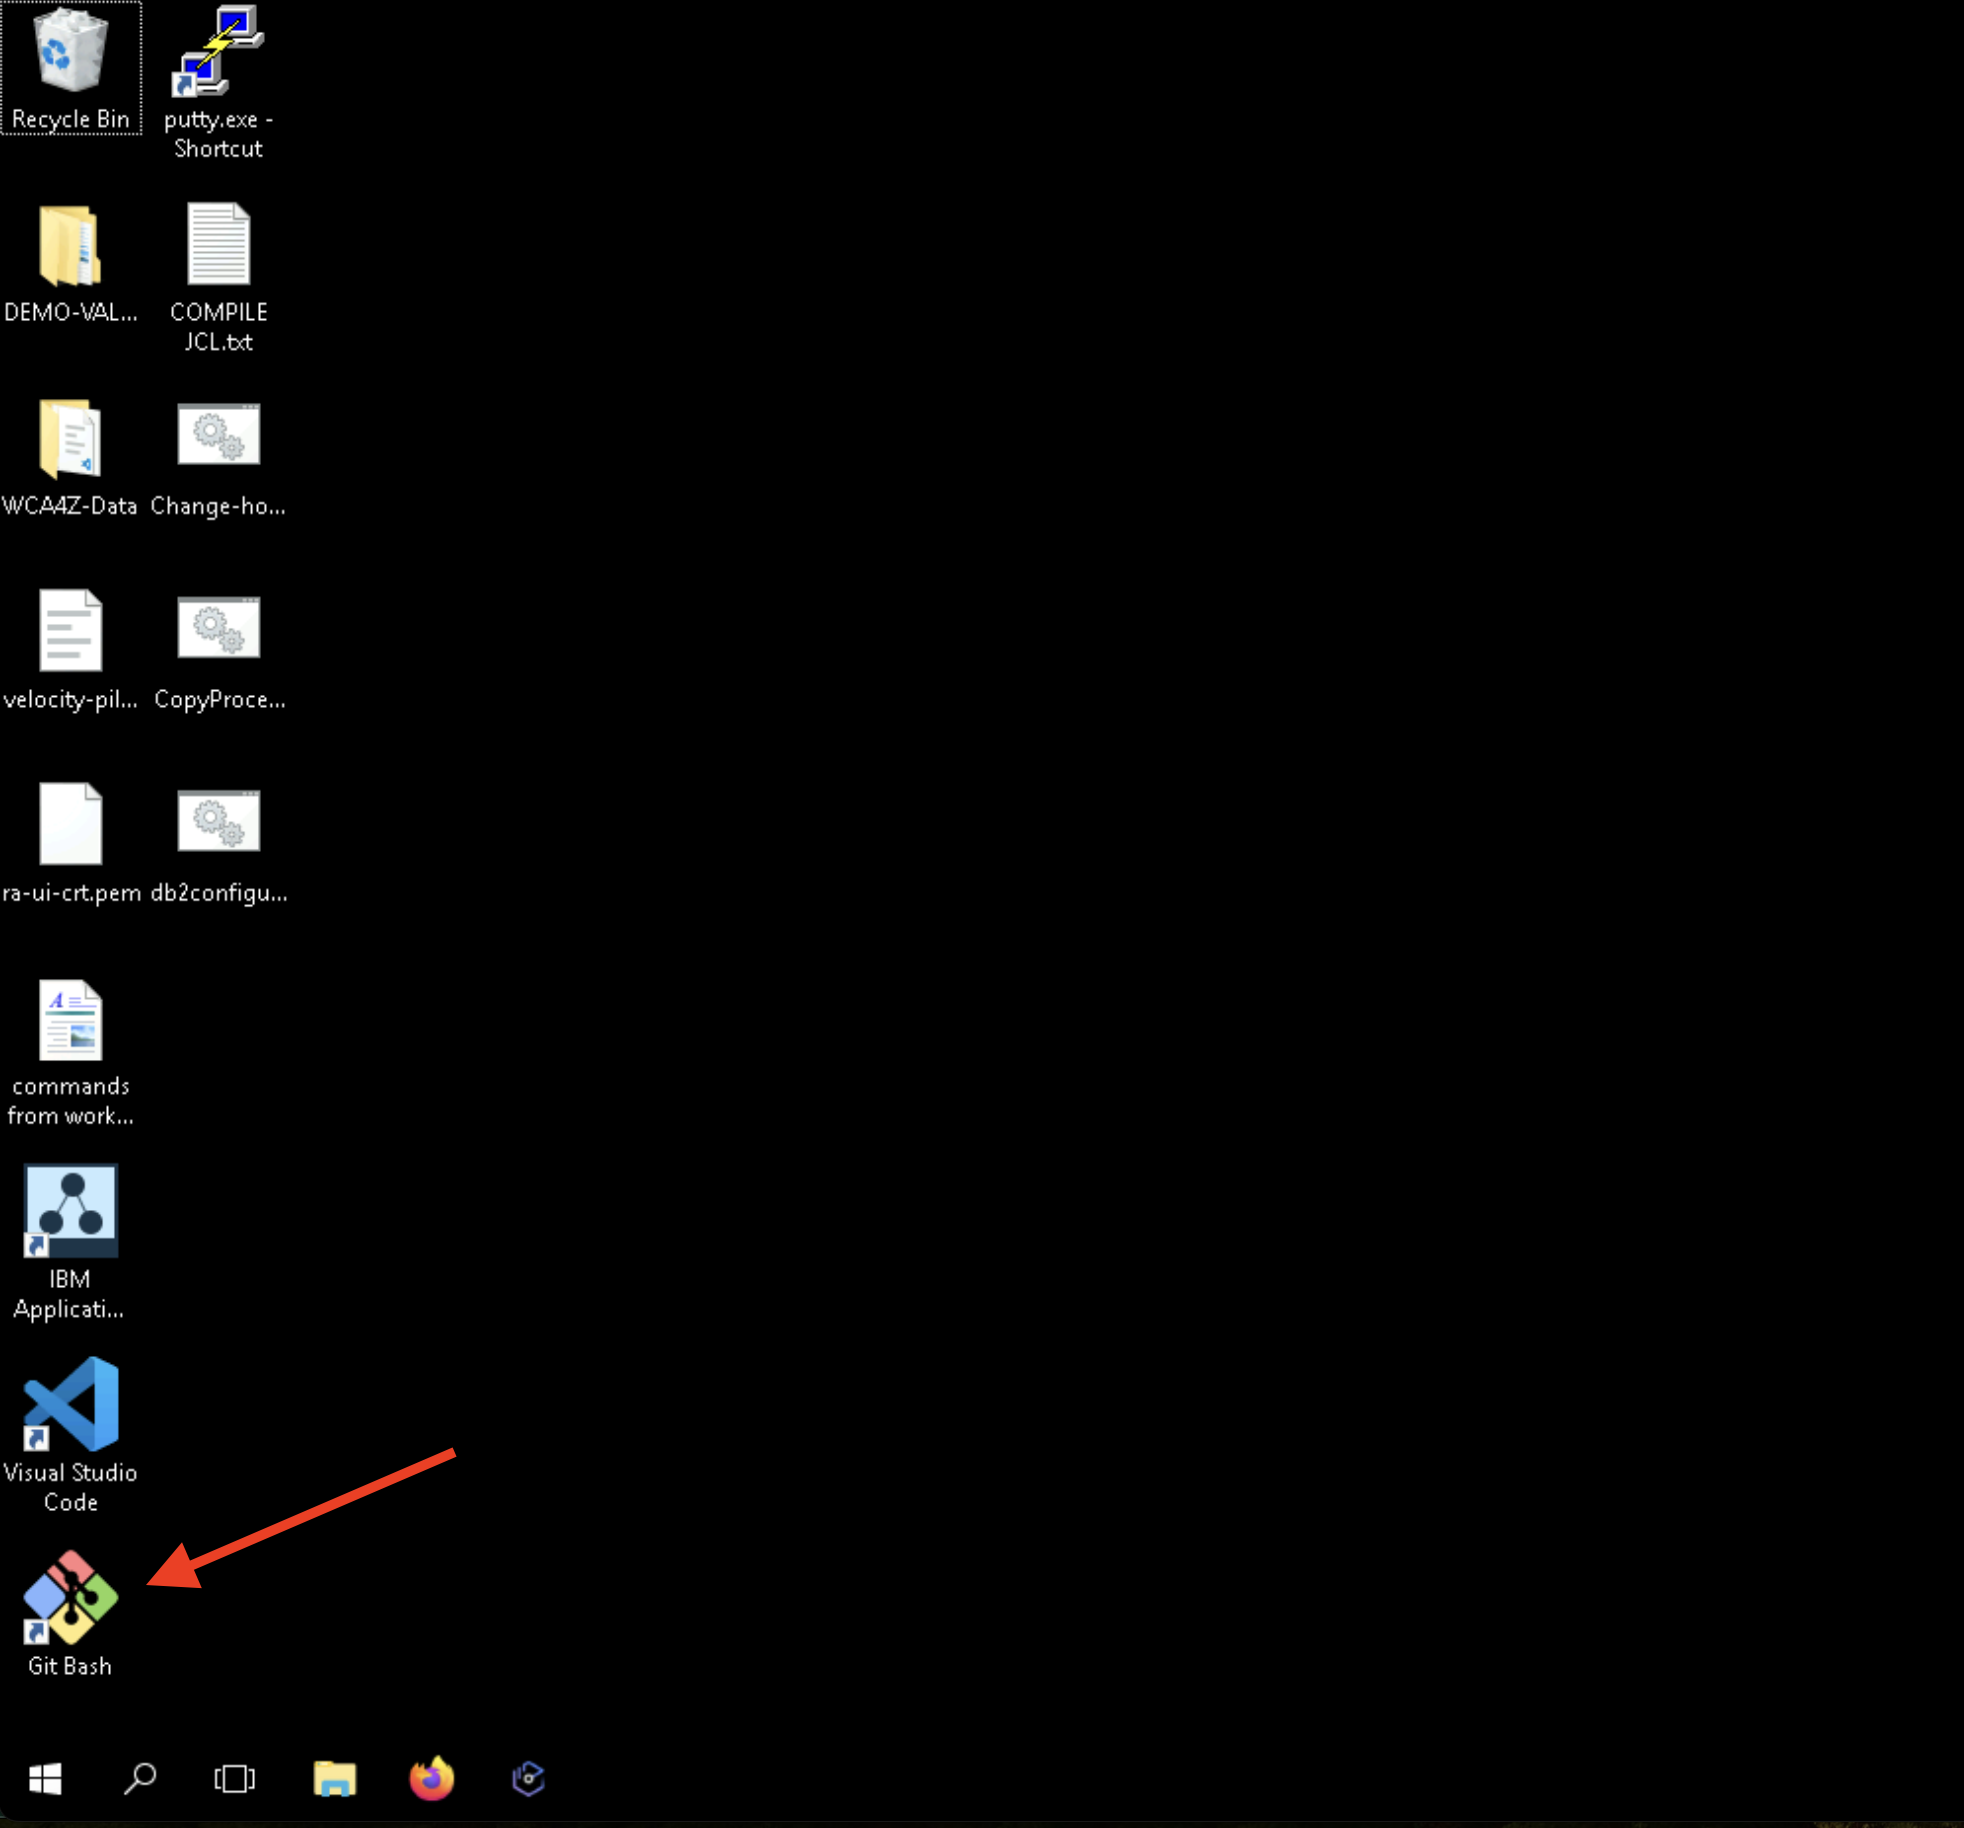 Recycle Bin
putty.exe -
Shortcut
DEMO-VAL...
COMPILE
JCL.txt
WCA4Z-Data
Change-ho...
velocity-pil...
CopyProce...
ra-ui-crt.pem
db2configu...
commands
from work...
IBM
Applicati...
Visual Studio
Code
Git Bash